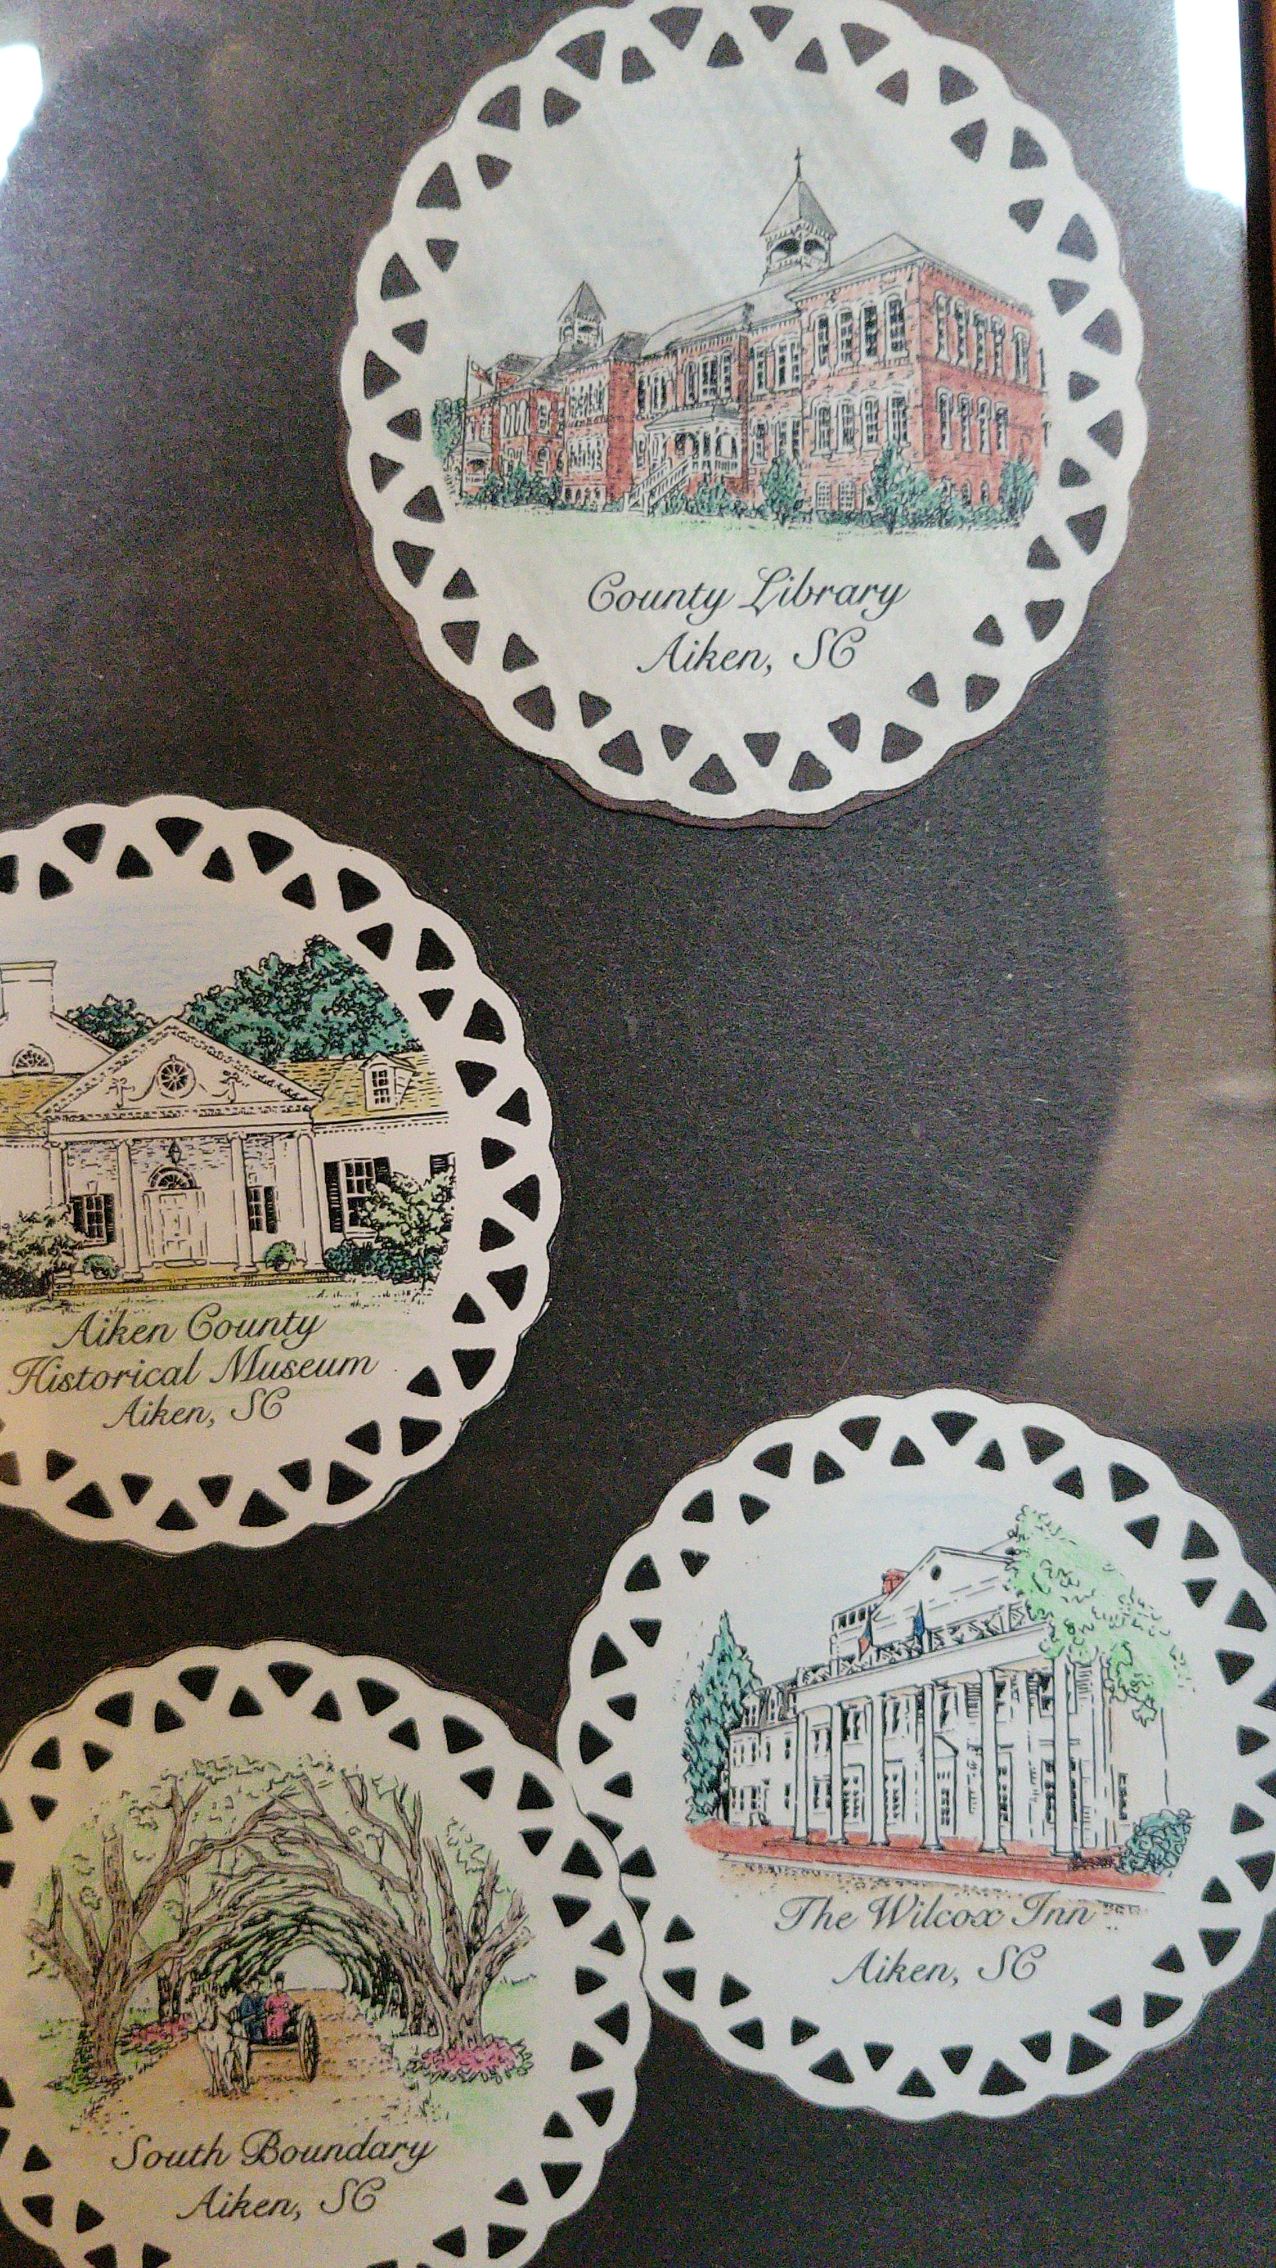 County Library
Aiken, SC
Aiken County
Historical Museum
Aiken, SC
The Wilcox Inn
Aiken, SC
South Boundary
Aiken, SC